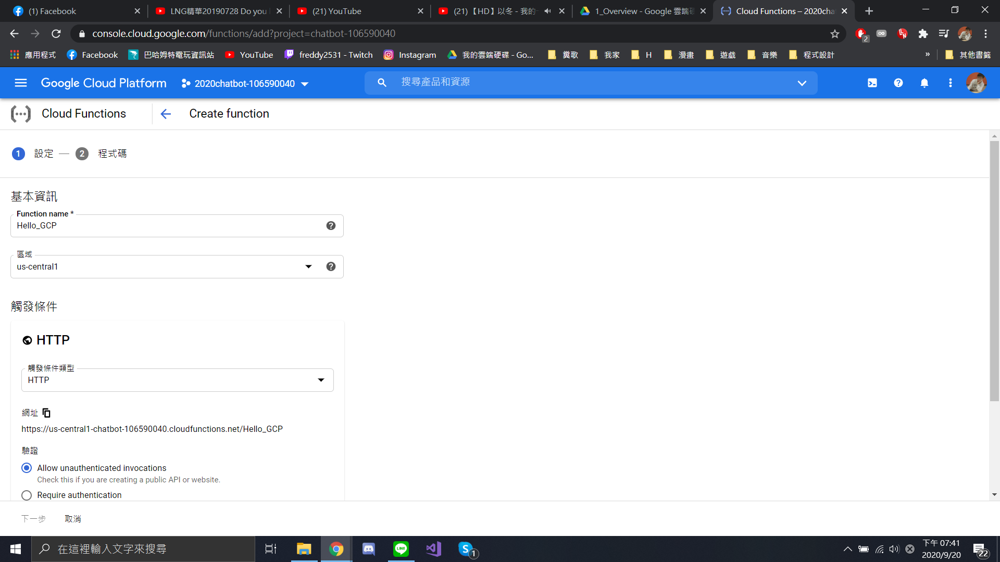 (1) Facebook
LNG精華20190728 Do you
(21) YouTube
(21)【HD】以冬 - 我的
1_Overview - Google 雲端硬
Cloud Functions – 2020cha
console.cloud.google.com/functions/add?project=chatbot-106590040
2
應用程式
Facebook
巴哈姆特電玩資訊站
YouTube
freddy2531 - Twitch
Instagram
我的雲端硬碟 - Go...
糞歌
我家
H
漫畫
遊戲
音樂
程式設計
»
其他書籤
Google Cloud Platform
2020chatbot-106590040
搜尋產品和資源
Cloud Functions
Create function
1 設定 — 2 程式碼
基本資訊
Function name *
Hello_GCP
區域
us-central1
觸發條件
HTTP
觸發條件類型
HTTP
網址
https://us-central1-chatbot-106590040.cloudfunctions.net/Hello_GCP
驗證
Allow unauthenticated invocations
Check this if you are creating a public API or website.
Require authentication
下一步
取消
在這裡輸入文字來搜尋
LINE
S
1
下午 07:41
2020/9/20
22